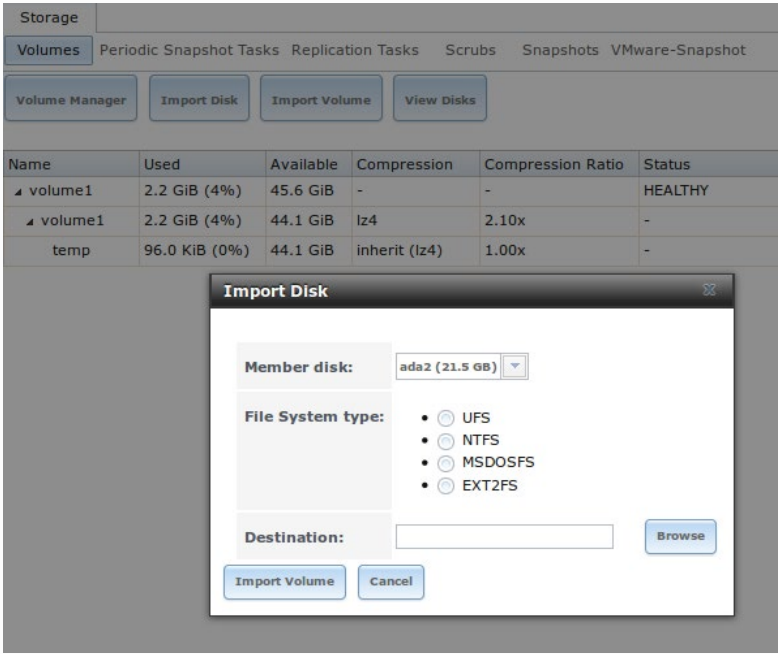 Storage
Volumes Periodic Snapshot Tasks Replication Tasks Scrubs Snapshots VMware-Snapshot
Volume Manager Import Disk Import Volume View Disks
Name Used Available Compression Compression Ratio Status
volume1 2.2 GiB (4%) 45.6 GiB - - HEALTHY
volume1 2.2 GiB (4%) 44.1 GiB lz4 2.10x -
temp 96.0 KiB (0%) 44.1 GiB inherit (lz4) 1.00x -
Import Disk
Member disk: ada2 (21.5 GB)
File System type: UFS
NTFS
MSDOSFS
EXT2FS
Destination: Browse
Import Volume Cancel